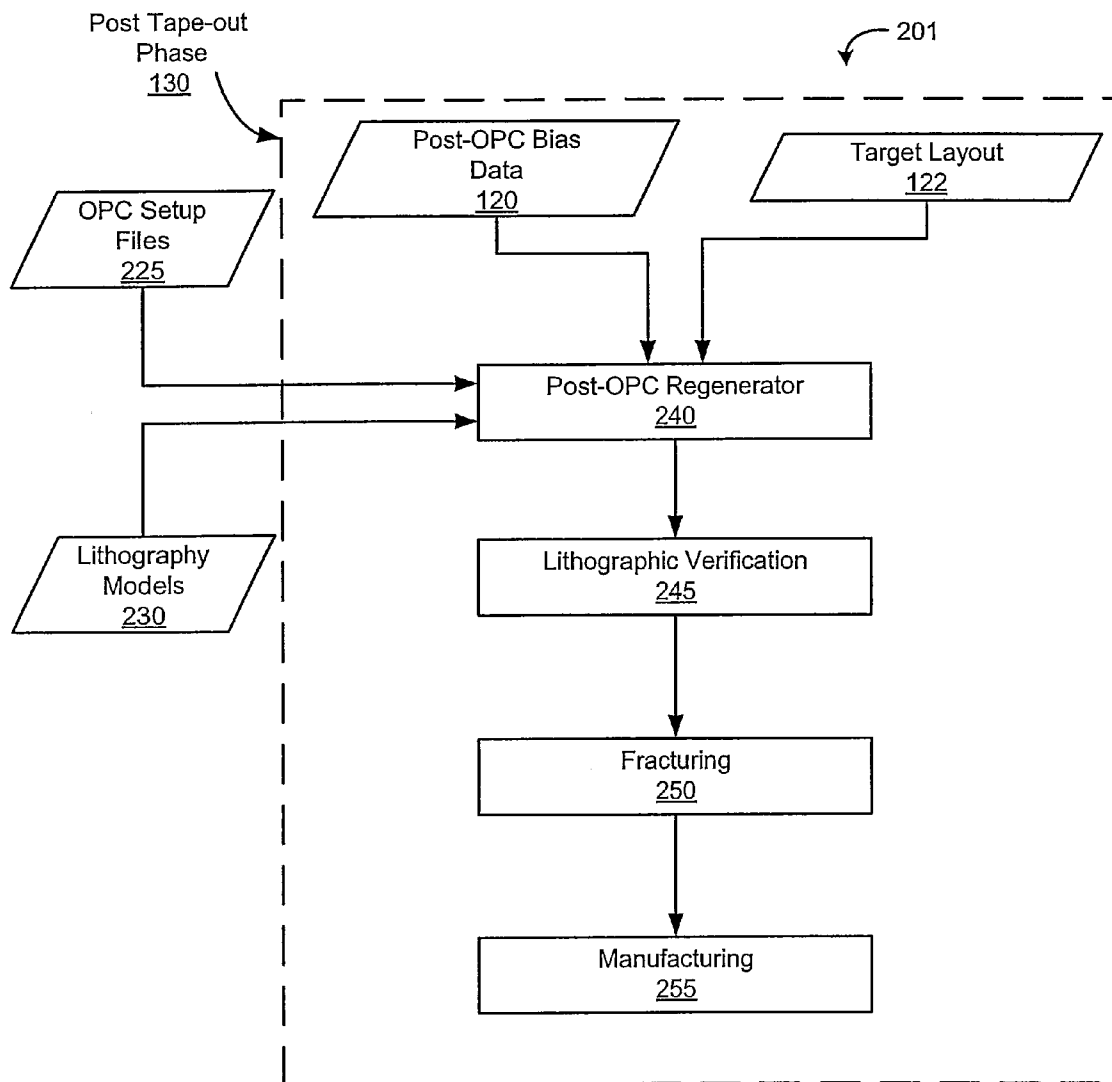 Post Tape-out
Phase
130
201
Post-OPC Bias
Data
120
Target Layout
122
OPC Setup
Files
225
Post-OPC Regenerator
240
Lithography
Models
230
Lithographic Verification
245
Fracturing
250
Manufacturing
255